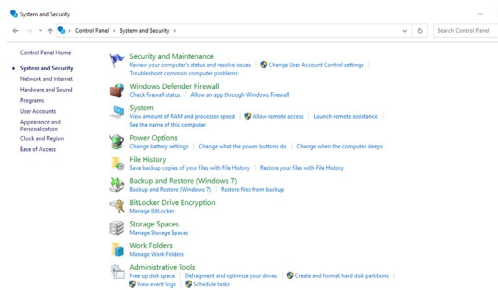 System and Security
Control Panel > System and Security >
Search Control Panel
Control Panel Home
System and Security
Network and Internet
Hardware and Sound
Programs
User Accounts
Appearance and
Personalization
Clock and Region
Ease of Access
Security and Maintenance
Review your computer's status and resolve issues | Change User Account Control settings |
Troubleshoot common computer problems
Windows Defender Firewall
Check firewall status | Allow an app through Windows Firewall
System
View amount of RAM and processor speed | Allow remote access | Launch remote assistance |
See the name of this computer
Power Options
Change battery settings | Change what the power buttons do | Change when the computer sleeps
File History
Save backup copies of your files with File History | Restore your files with File History
Backup and Restore (Windows 7)
Backup and Restore (Windows 7) | Restore files from backup
BitLocker Drive Encryption
Manage BitLocker
Storage Spaces
Manage Storage Spaces
Work Folders
Manage Work Folders
Administrative Tools
Free up disk space | Defragment and optimize your drives | Create and format hard disk partitions |
View event logs | Schedule tasks